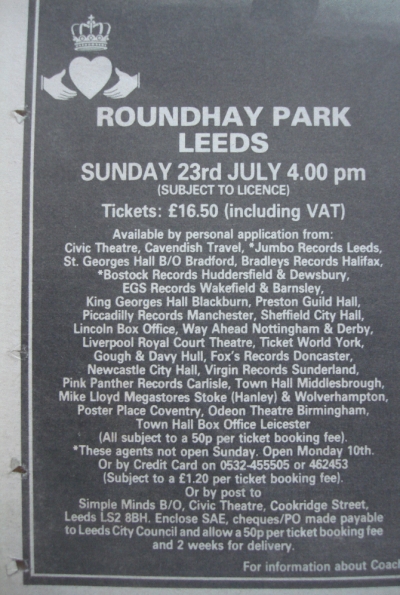 ROUNDHAY PARK
LEEDS
SUNDAY 23rd JULY 4.00 pm
(SUBJECT TO LICENCE)
Tickets: £16.50 (including VAT)
Available by personal application from:
Civic Theatre, Cavendish Travel, *Jumbo Records Leeds,
St. Georges Hall B/O Bradford, Bradleys Records Halifax,
*Bostock Records Huddersfield & Dewsbury,
EGS Records Wakefield & Barnsley,
King Georges Hall Blackburn, Preston Guild Hall,
Piccadilly Records Manchester, Sheffield City Hall,
Lincoln Box Office, Way Ahead Nottingham & Derby,
Liverpool Royal Court Theatre, Ticket World York,
Gough & Davy Hull, Fox's Records Doncaster,
Newcastle City Hall, Virgin Records Sunderland,
Pink Panther Records Carlisle, Town Hall Middlesbrough,
Mike Lloyd Megastores Stoke (Hanley) & Wolverhampton,
Poster Place Coventry, Odeon Theatre Birmingham,
Town Hall Box Office Leicester
(All subject to a 50p per ticket booking fee).
*These agents not open Sunday. Open Monday 10th.
Or by Credit Card on 0532-455505 or 462453
(Subject to a £1.20 per ticket booking fee).
Or by post to
Simple Minds B/O, Civic Theatre, Cookridge Street,
Leeds LS2 8BH. Enclose SAE, cheques/PO made payable
to Leeds City Council and allow a 50p per ticket booking fee
and 2 weeks for delivery.
For information about Coac